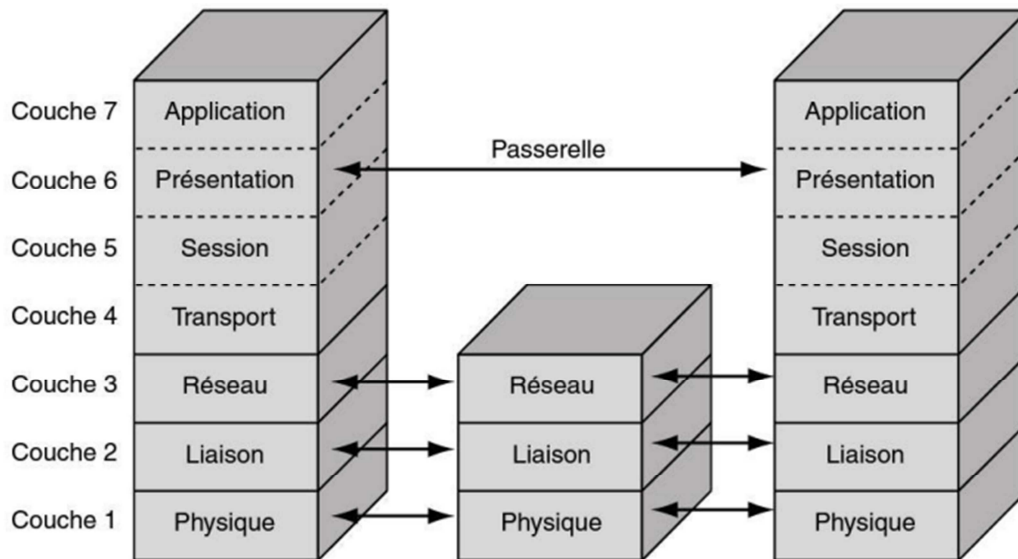 Couche 7 Application Application
Passerelle
Couche 6 Présentation Présentation
Couche 5 Session Session
Couche 4 Transport Transport
Couche 3 Réseau Réseau Réseau
Couche 2 Liaison Liaison Liaison
Couche 1 Physique Physique Physique